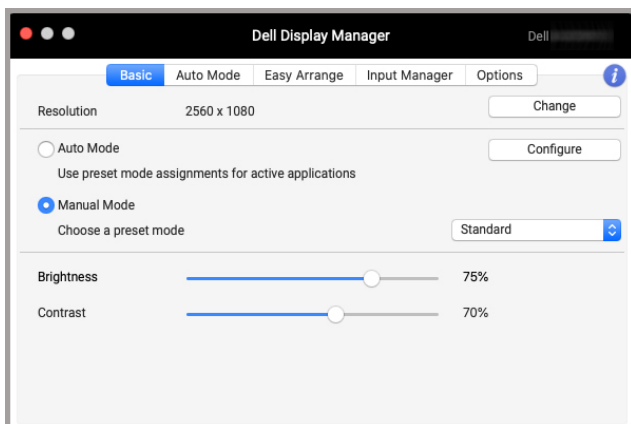 Dell Display Manager Dell
Basic Auto Mode Easy Arrange Input Manager Options i
Resolution 2560 x 1080 Change
Auto Mode Configure
Use preset mode assignments for active applications
Manual Mode
Choose a preset mode Standard
Brightness 75%
Contrast 70%